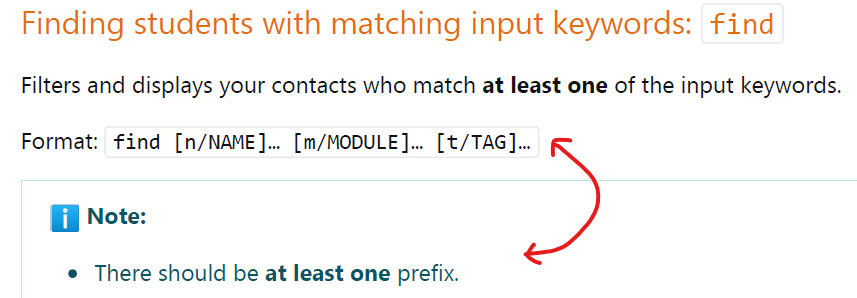 Finding students with matching input keywords: find
Filters and displays your contacts who match at least one of the input keywords.
Format: find [n/NAME]… [m/MODULE]… [t/TAG]…
i Note:
• There should be at least one prefix.